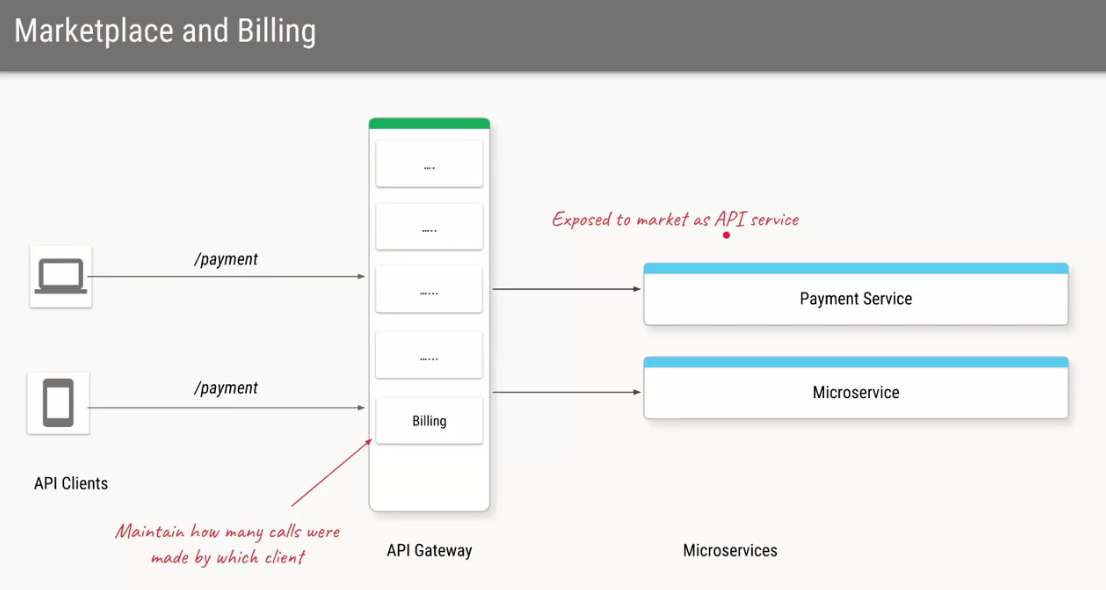 Marketplace and Billing
....
.....
Exposed to market as API service
/payment
......
Payment Service
......
/payment
Microservice
Billing
API Clients
Maintain how many calls were
made by which client
API Gateway
Microservices